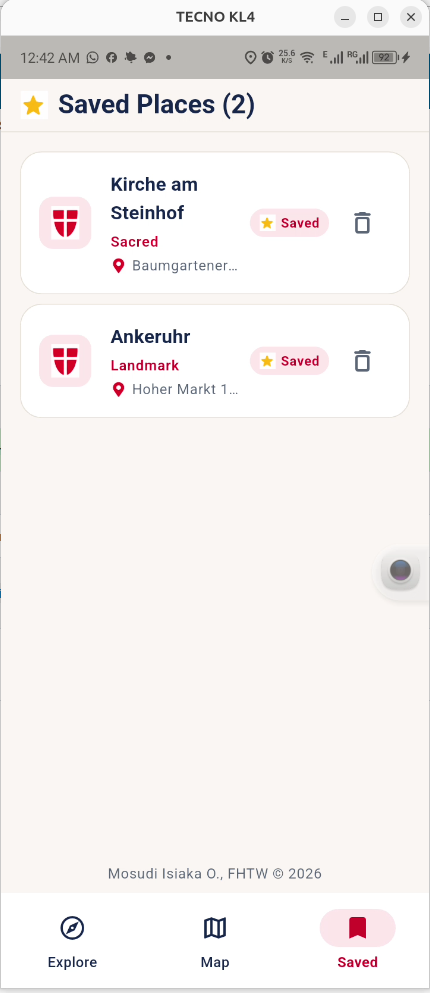 TECNO KL4
12:42 AM
25.6
K/S
E
RG
92
Saved Places (2)
Kirche am
Steinhof
Sacred
Baumgartener...
Saved
Ankeruhr
Landmark
Hoher Markt 1...
Saved
Mosudi Isiaka O., FHTW © 2026
Explore
Map
Saved